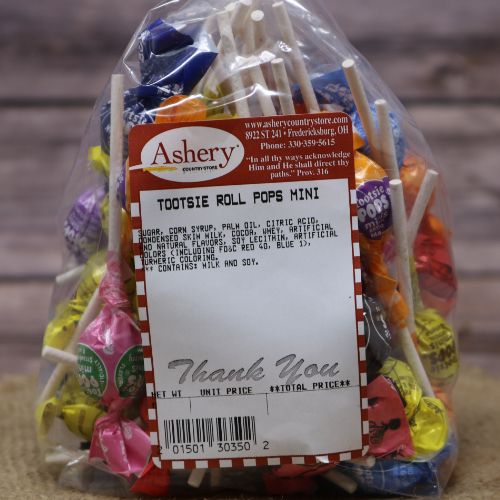 www.asherycountrystore.com
8922 ST 241 • Fredericksburg, OH
Phone: 330-359-5615
"In all thy ways acknowledge
Him and He shall direct thy
paths." Prov. 316
Ashery
COUNTRY STORE
TOOTSIE ROLL POPS MINI
SUGAR, CORN SYRUP, PALM OIL, CITRIC ACID,
CONDENSED SKIM MILK, COCOA, WHEY, ARTIFICIAL
AND NATURAL FLAVORS, SOY LECITHIN, ARTIFICIAL
COLORS (INCLUDING FD&C RED 40, BLUE 1),
TURMERIC COLORING.
** CONTAINS: MILK AND SOY.
Thank You
NET WT UNIT PRICE **TOTAL PRICE**
2 01501 30350 2
TOOTSIE
POPS
mini